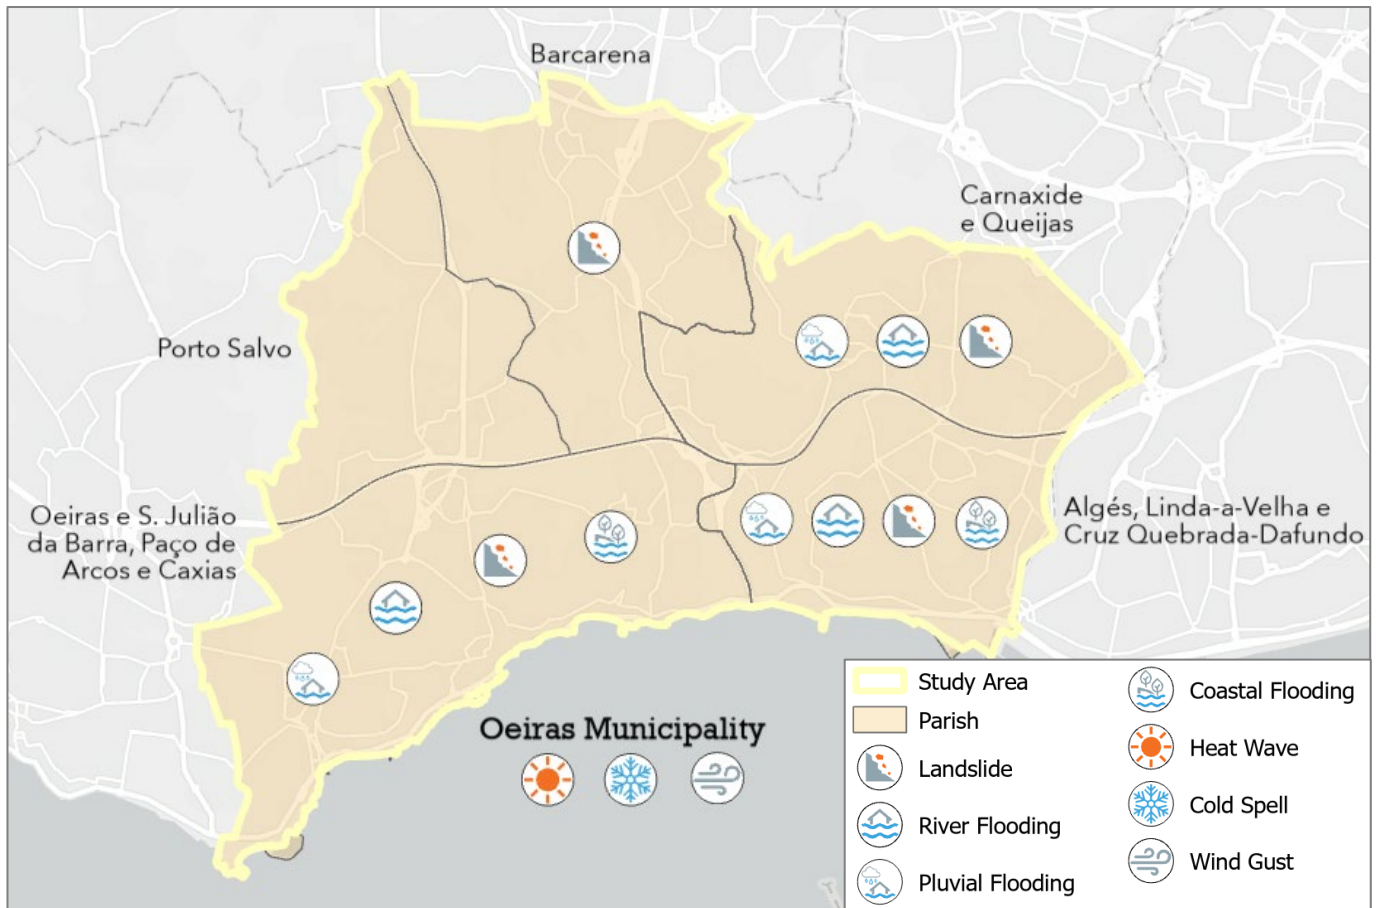 Barcarena
Carnaxide
e Queijas
Porto Salvo
Oeiras e S. Julião
da Barra, Paço de
Arcos e Caxias
Algés, Linda-a-Velha e
Cruz Quebrada-Dafundo
Oeiras Municipality
Study Area
Parish
Landslide
River Flooding
Pluvial Flooding
Coastal Flooding
Heat Wave
Cold Spell
Wind Gust